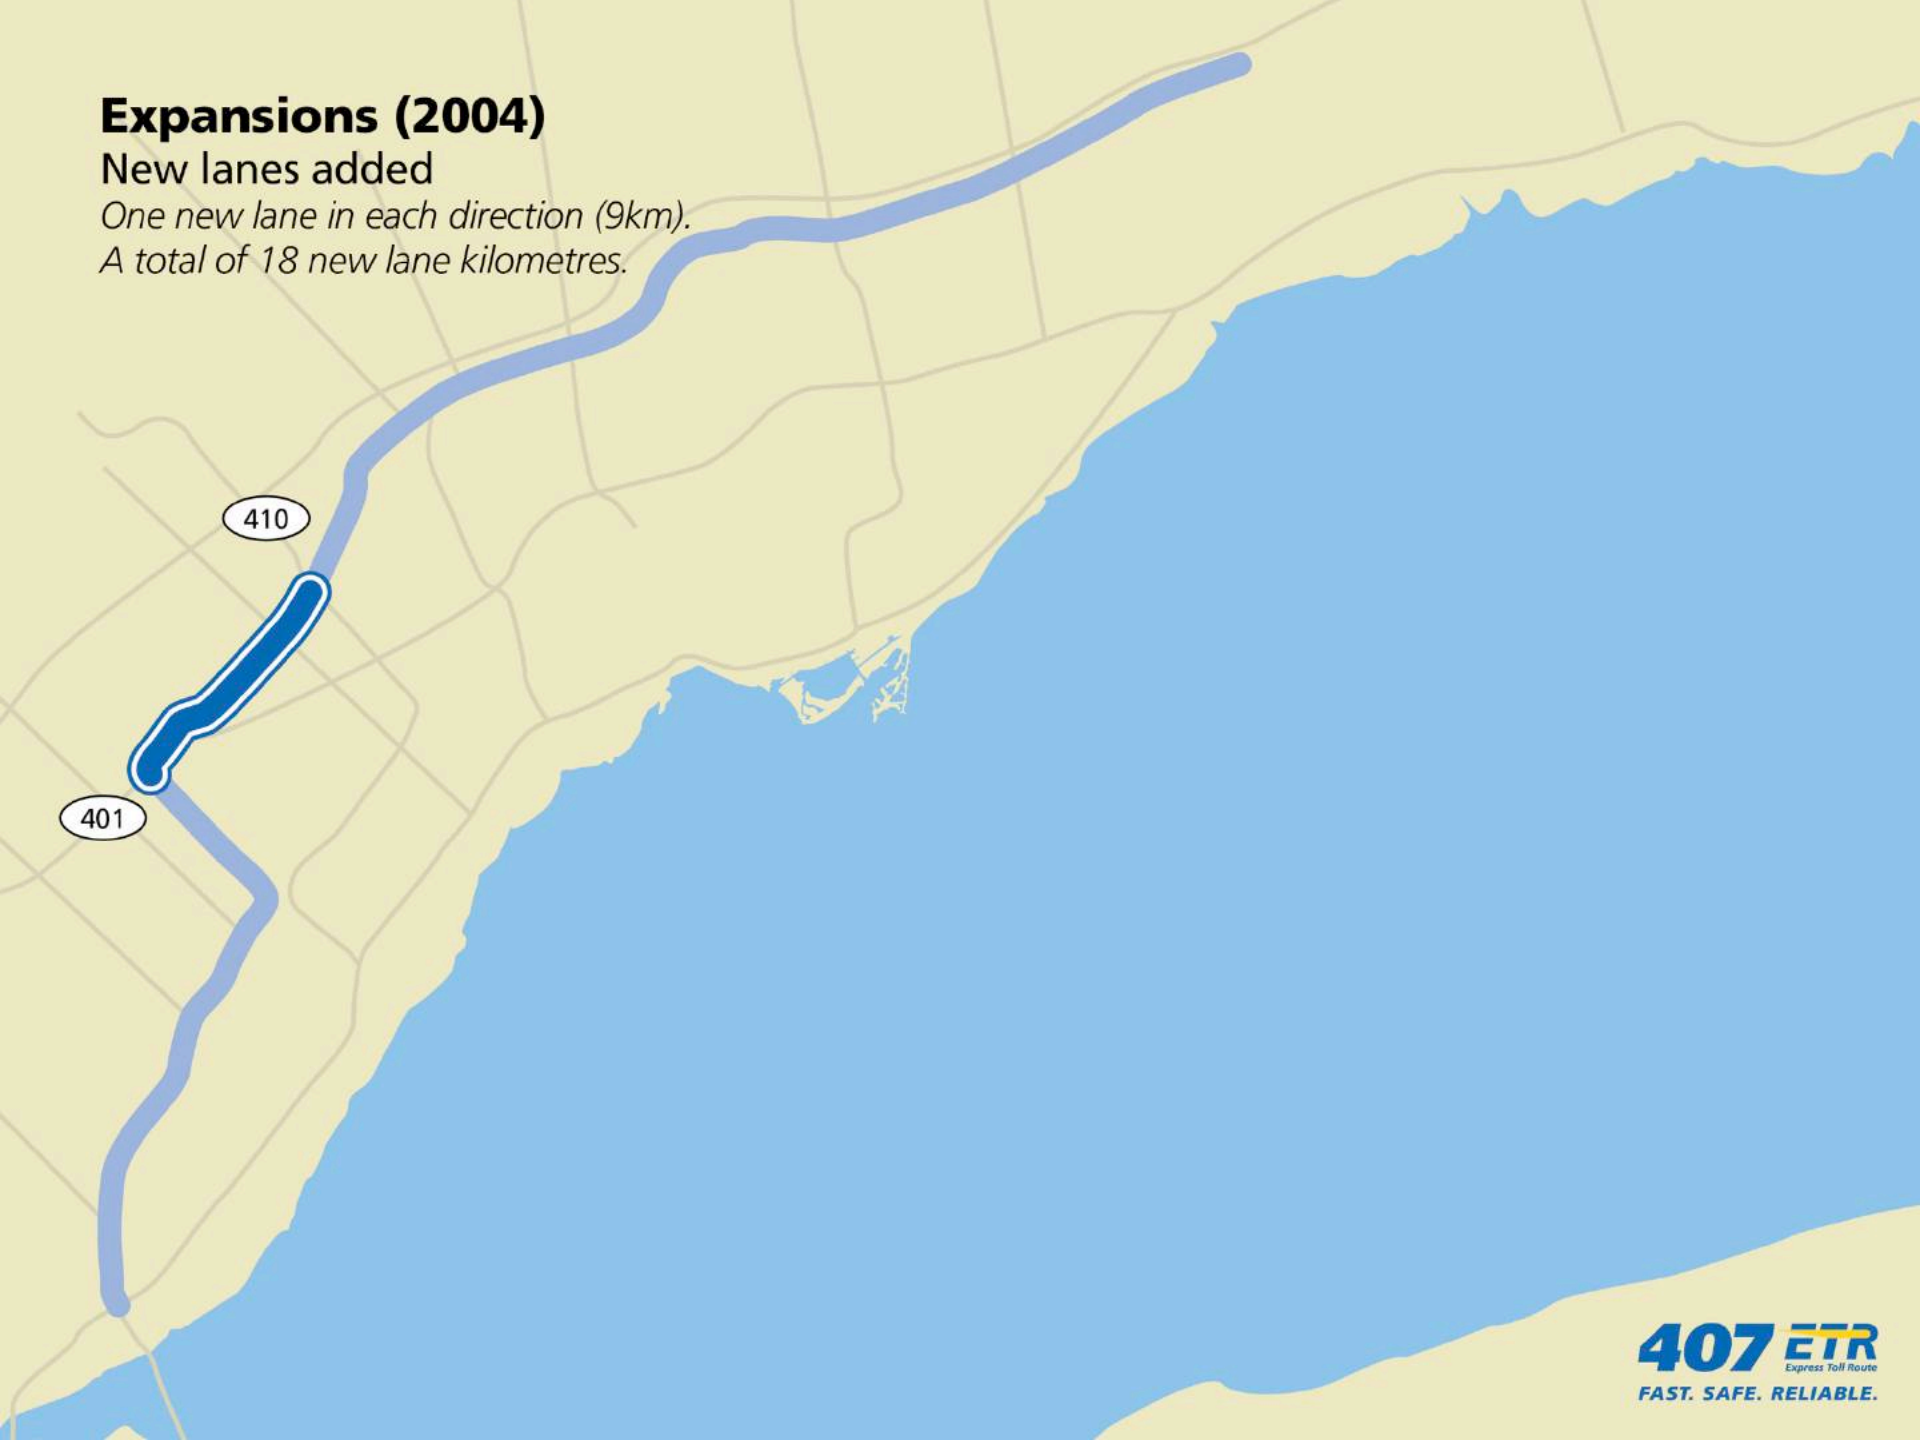 Expansions (2004)
New lanes added
One new lane in each direction (9km).
A total of 18 new lane kilometres.
410
401
407 ETR
Express Toll Route
FAST. SAFE. RELIABLE.